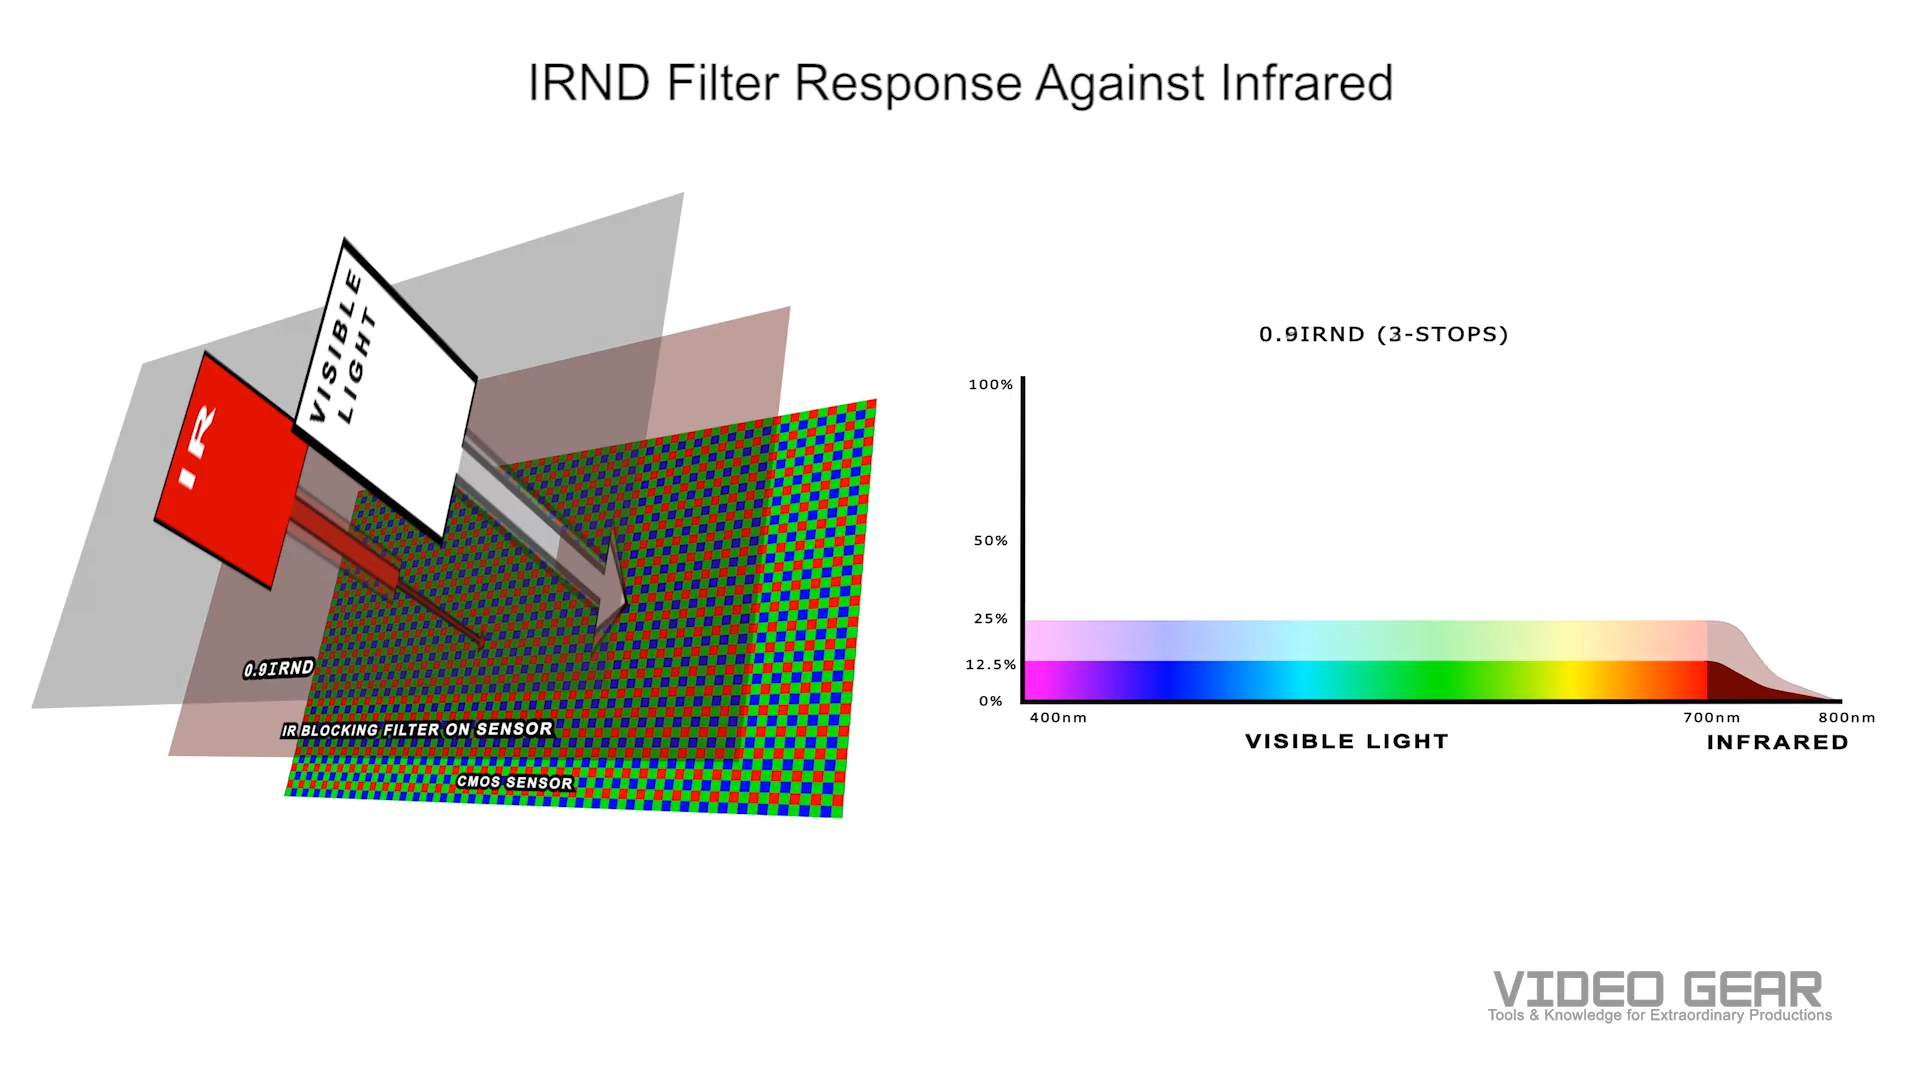 IRND Filter Response Against Infrared
VISIBLE
LIGHT
IR
0.9IRND
IR BLOCKING FILTER ON SENSOR
CMOS SENSOR
0.9IRND (3-STOPS)
100%
50%
25%
12.5%
0%
400nm
700nm
800nm
VISIBLE LIGHT
INFRARED
VIDEO GEAR
Tools & Knowledge for Extraordinary Productions